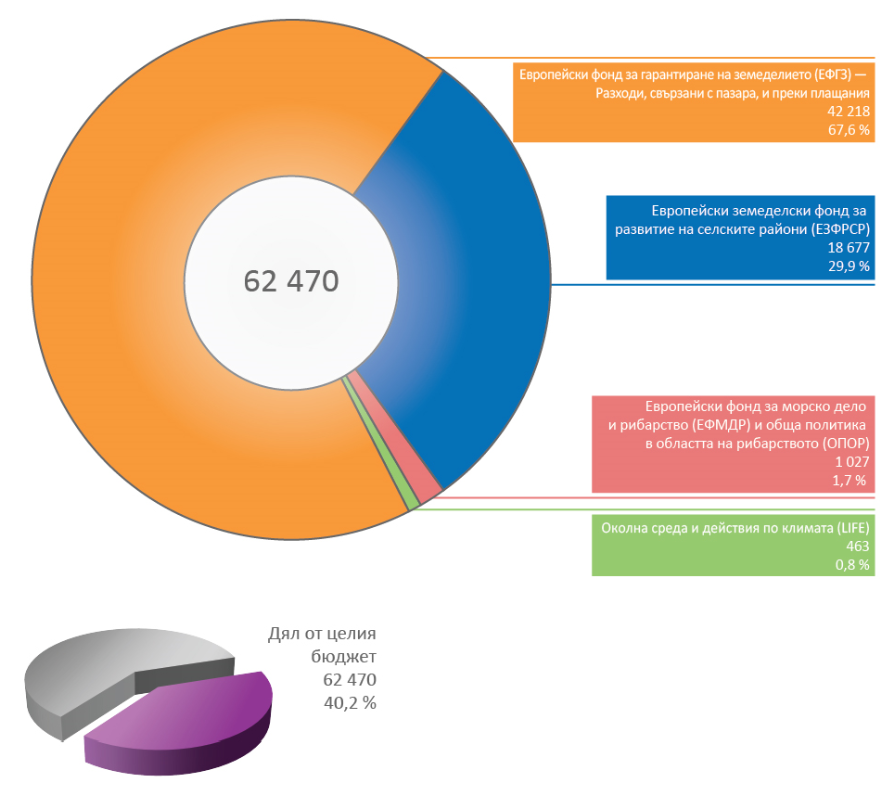 Европейски фонд за гарантиране на земеделието (ЕФГЗ) —
Разходи, свързани с пазара, и преки плащания
42 218
67,6 %
Европейски земеделски фонд за
развитие на селските райони (ЕЗФРСР)
18 677
29,9 %
62 470
Европейски фонд за морско дело
и рибарство (ЕФМДР) и обща политика
в областта на рибарството (ОПОР)
1 027
1,7 %
Околна среда и действия по климата (LIFE)
463
0,8 %
Дял от целия
бюджет
62 470
40,2 %